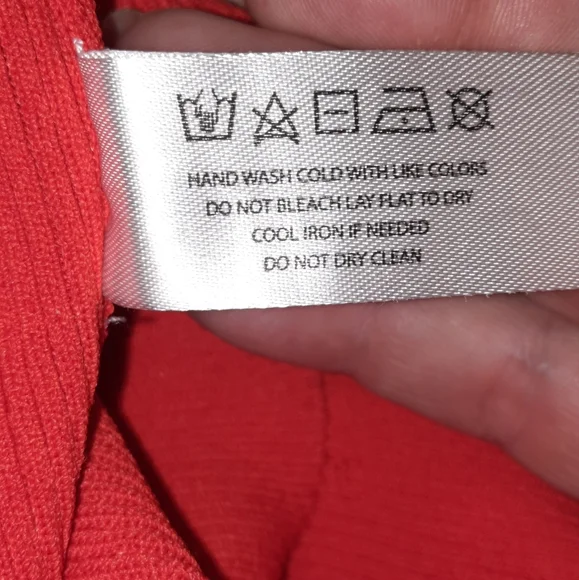 HAND WASH COLD WITH LIKE COLORS
DO NOT BLEACH LAY FLAT TO DRY
COOL IRON IF NEEDED
DO NOT DRY CLEAN